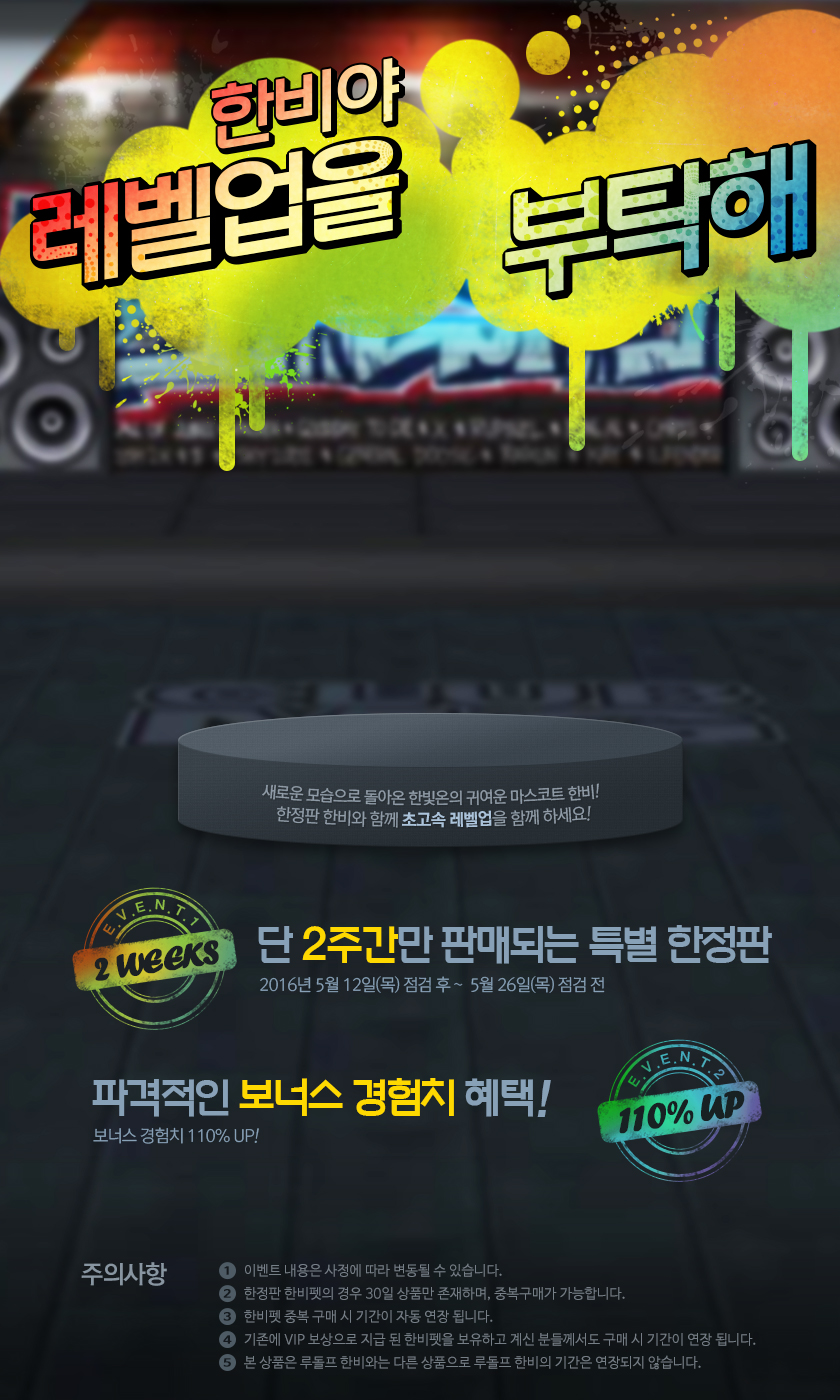 한비야
레벨업을
부탁해
새로운 모습으로 돌아온 한빛온의 귀여운 마스코트 한비!
한정판 한비와 함께 초고속 레벨업을 함께 하세요!
E.V.E.N.T.1
2 WEEKS
단 2주간만 판매되는 특별 한정판
2016년 5월 12일(목) 점검 후 ~ 5월 26일(목) 점검 전
파격적인 보너스 경험치 혜택!
보너스 경험치 110% UP!
E.V.E.N.T.2
110% UP
주의사항
1 이벤트 내용은 사정에 따라 변동될 수 있습니다.
2 한정판 한비펫의 경우 30일 상품만 존재하며, 중복구매가 가능합니다.
3 한비펫 중복 구매 시 기간이 자동 연장 됩니다.
4 기존에 VIP 보상으로 지급 된 한비펫을 보유하고 계신 분들께서도 구매 시 기간이 연장 됩니다.
5 본 상품은 루돌프 한비와는 다른 상품으로 루돌프 한비의 기간은 연장되지 않습니다.